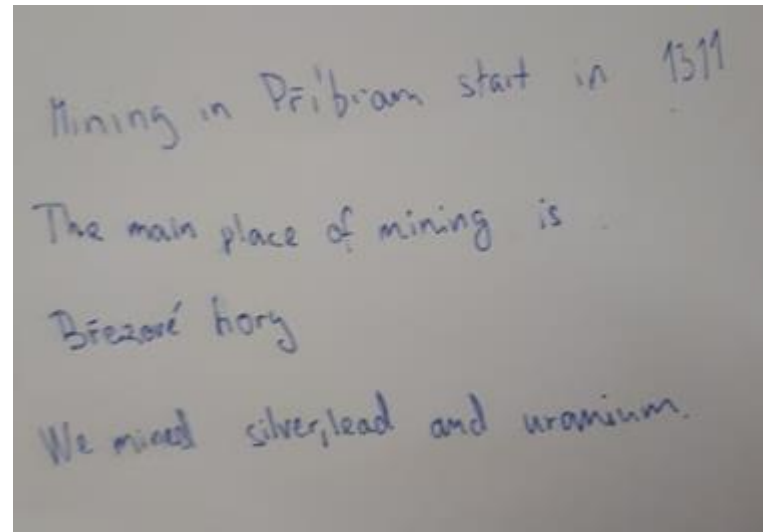 Mining in Příbram start in 1311
The main place of mining is
Březové hory
We mined silver, lead and uranium.